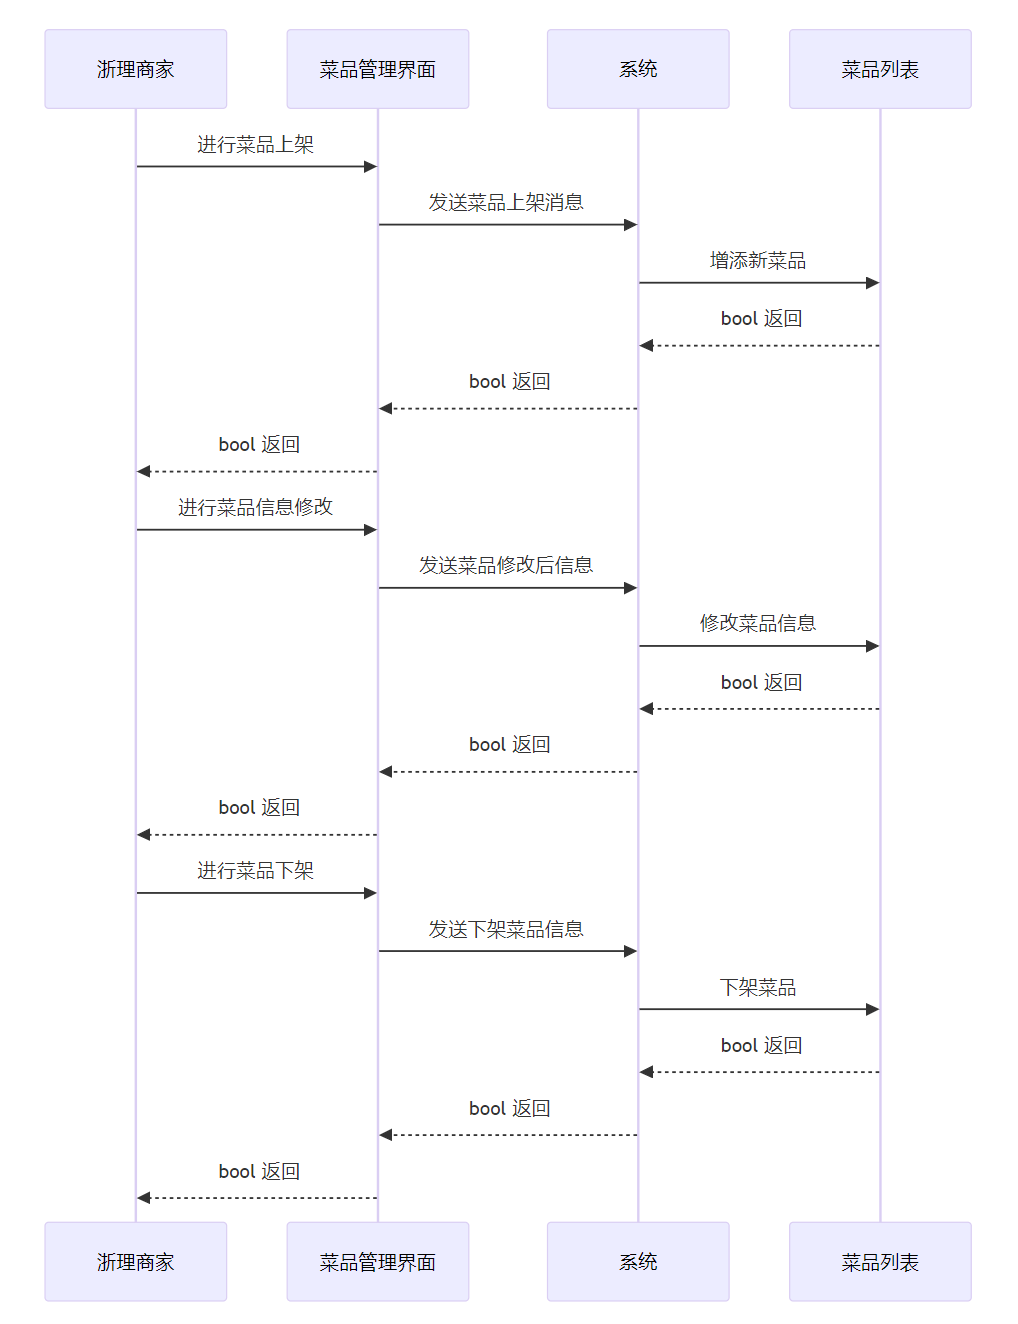 浙理商家
菜品管理界面
系统
菜品列表
进行菜品上架
发送菜品上架消息
增添新菜品
bool 返回
bool 返回
bool 返回
进行菜品信息修改
发送菜品修改后信息
修改菜品信息
bool 返回
bool 返回
bool 返回
进行菜品下架
发送下架菜品信息
下架菜品
bool 返回
bool 返回
bool 返回
浙理商家
菜品管理界面
系统
菜品列表